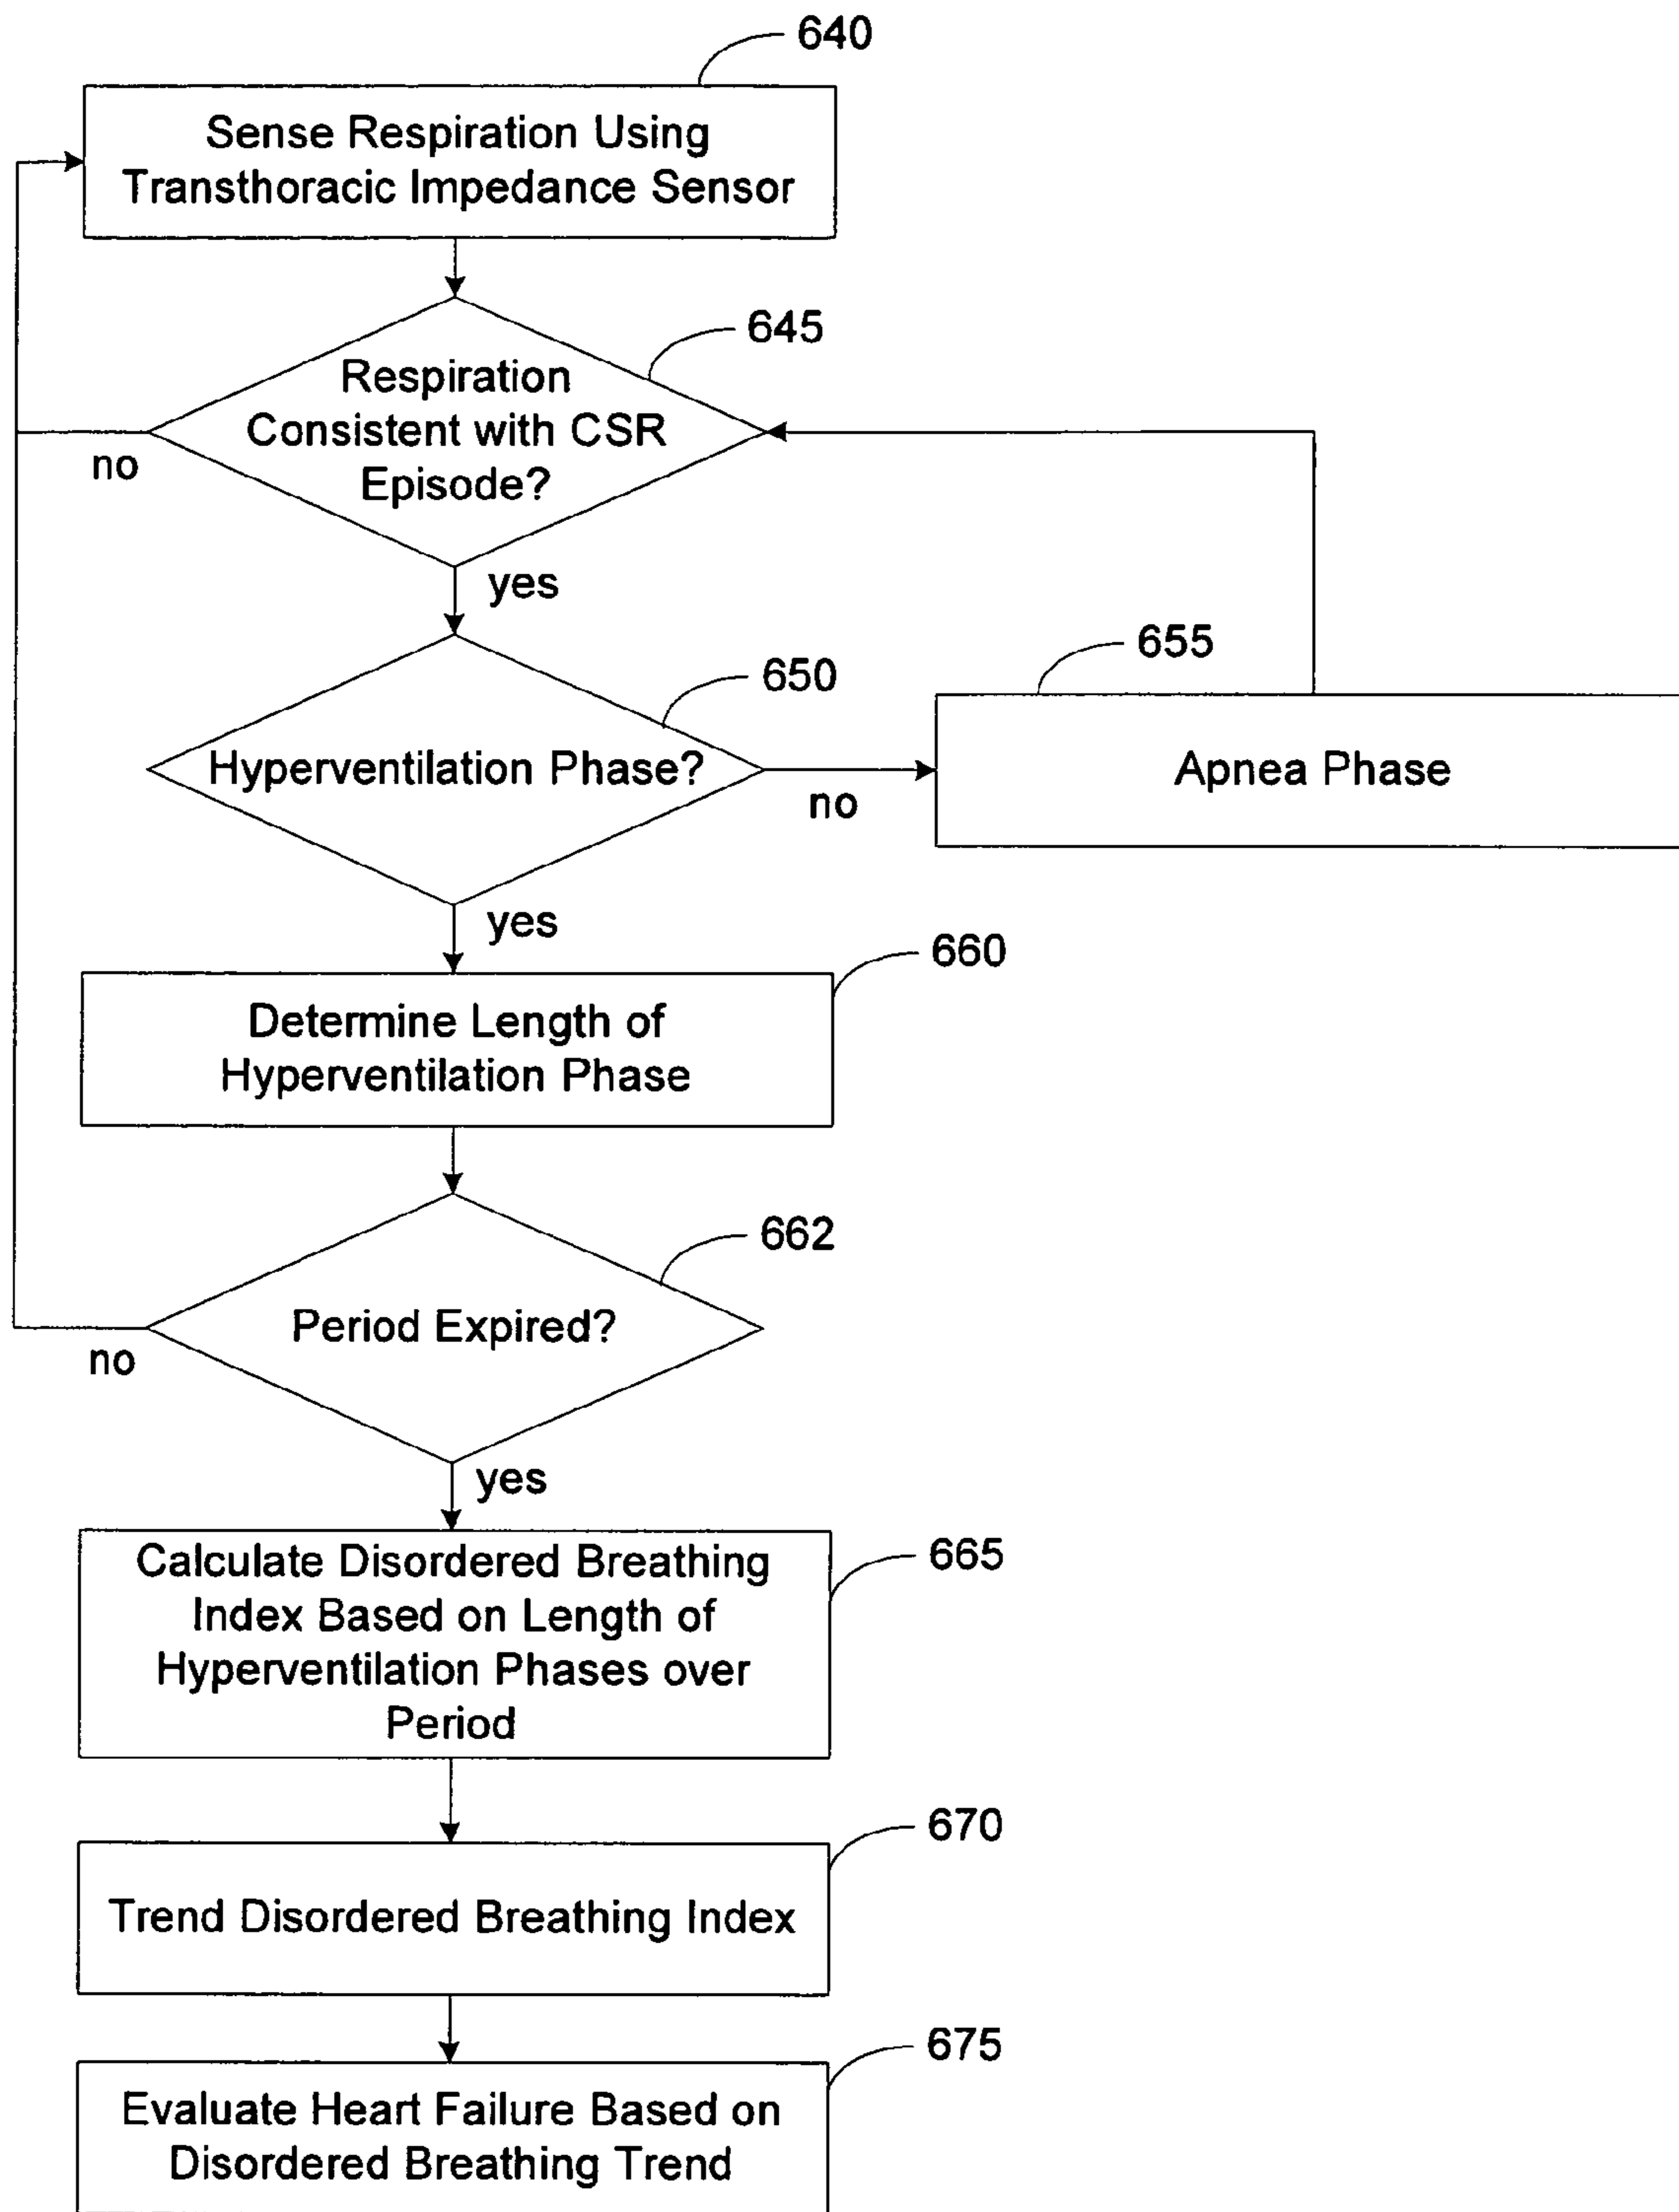 640
Sense Respiration Using
Transthoracic Impedance Sensor
645
Respiration
Consistent with CSR
Episode?
no
yes
655
650
Hyperventilation Phase?
Apnea Phase
no
yes
660
Determine Length of
Hyperventilation Phase
662
Period Expired?
no
yes
665
Calculate Disordered Breathing
Index Based on Length of
Hyperventilation Phases over
Period
670
Trend Disordered Breathing Index
675
Evaluate Heart Failure Based on
Disordered Breathing Trend